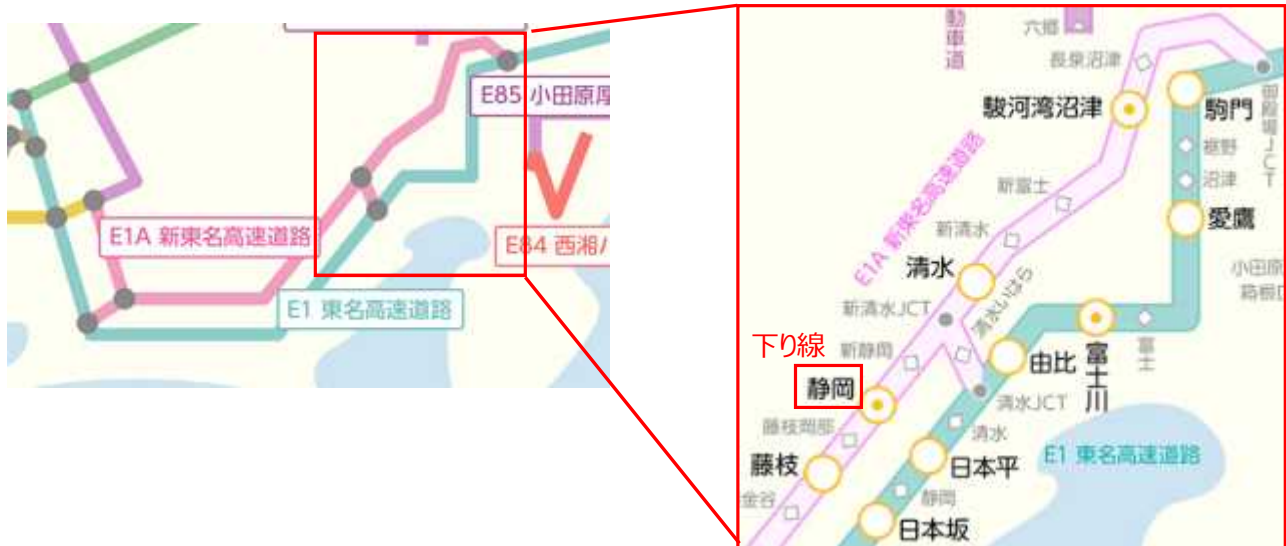 E85 小田原厚
E1A 新東名高速道路
E84 西湘バ
E1 東名高速道路
動車道
六郷
長泉沼津
駿河湾沼津
駒門
御殿場JCT
裾野
沼津
E1A 新東名高速道路
新富士
愛鷹
新清水
清水
小田原
箱根
新清水JCT
清水いはら
下り線
新静岡
由比
富士川
富士
静岡
清水JCT
藤枝岡部
清水
藤枝
日本平
E1 東名高速道路
金谷
静岡
日本坂